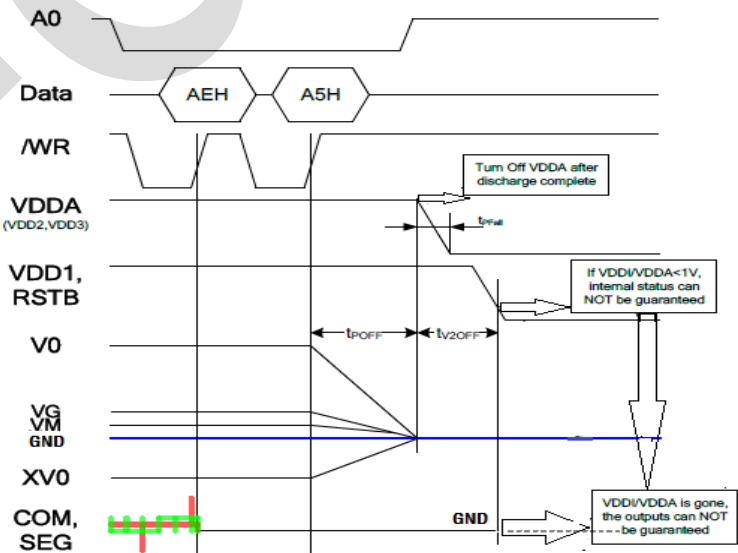 A0
Data
AEH
A5H
/WR
Turn Off VDDA after
discharge complete
VDDA
(VDD2,VDD3)
tPFall
VDD1,
RSTB
If VDDI/VDDA<1V,
internal status can
NOT be guaranteed
tPOFF
tV2OFF
V0
VG
VM
GND
XV0
COM,
SEG
GND
VDDI/VDDA is gone,
the outputs can NOT
be guaranteed